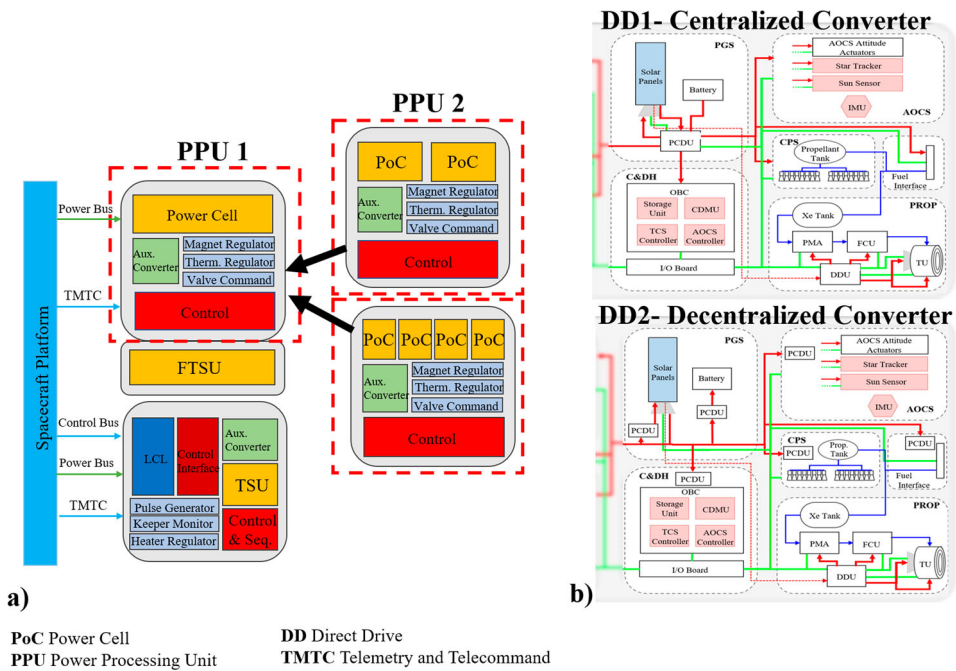 PPU 2
PoC
PoC
Aux.
Converter
Magnet Regulator
Therm. Regulator
Valve Command
Control
PoC
PoC
PoC
PoC
Aux.
Converter
Magnet Regulator
Therm. Regulator
Valve Command
Control
PPU 1
Power Cell
Aux.
Converter
Magnet Regulator
Therm. Regulator
Valve Command
Control
FTSU
LCL
Control
Interface
Aux.
Converter
TSU
Pulse Generator
Keeper Monitor
Heater Regulator
Control
& Seq.
Spacecraft Platform
Power Bus
TMTC
Control Bus
Power Bus
TMTC
a)
DD1- Centralized Converter
PGS
Solar
Panels
Battery
PCDU
AOCS Attitude
Actuators
Star Tracker
Sun Sensor
IMU
AOCS
C&DH
OBC
Storage
Unit
CDMU
TCS
Controller
AOCS
Controller
I/O Board
CPS
Propellant
Tank
Fuel
Interface
PROP
Xe Tank
PMA
FCU
DDU
TU
DD2- Decentralized Converter
PGS
Solar
Panels
Battery
PCDU
PCDU
PCDU
AOCS Attitude
Actuators
Star Tracker
Sun Sensor
IMU
AOCS
C&DH
PCDU
OBC
Storage
Unit
CDMU
TCS
Controller
AOCS
Controller
I/O Board
CPS
PCDU
Prop.
Tank
PCDU
Fuel
Interface
PROP
Xe Tank
PMA
FCU
DDU
TU
b)
PoC Power Cell
PPU Power Processing Unit
DD Direct Drive
TMTC Telemetry and Telecommand